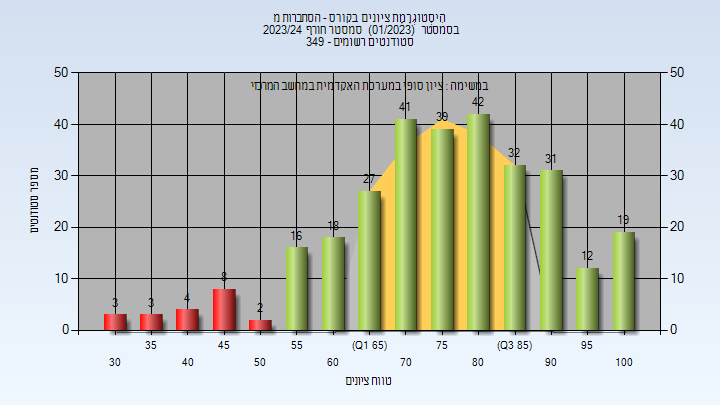 הִיסטוֹגרָמַת ציונים בקורס - הסתברות מ
בסמסטר (01/2023) סמסטר חורף 2023/24
סטודנטים רשומים - 349
במשימה : ציון סופי במערכת האקדמית במחשב המרכזי
50 50
40 40
30 30
20 20
10 10
0 0
מספר סטודנטים
3 3 4 8 2 16 18 27 41 39 42 32 31 12 19
35 45 55 (Q1 65) 75 (Q3 85) 95
30 40 50 60 70 80 90 100
טווח ציונים